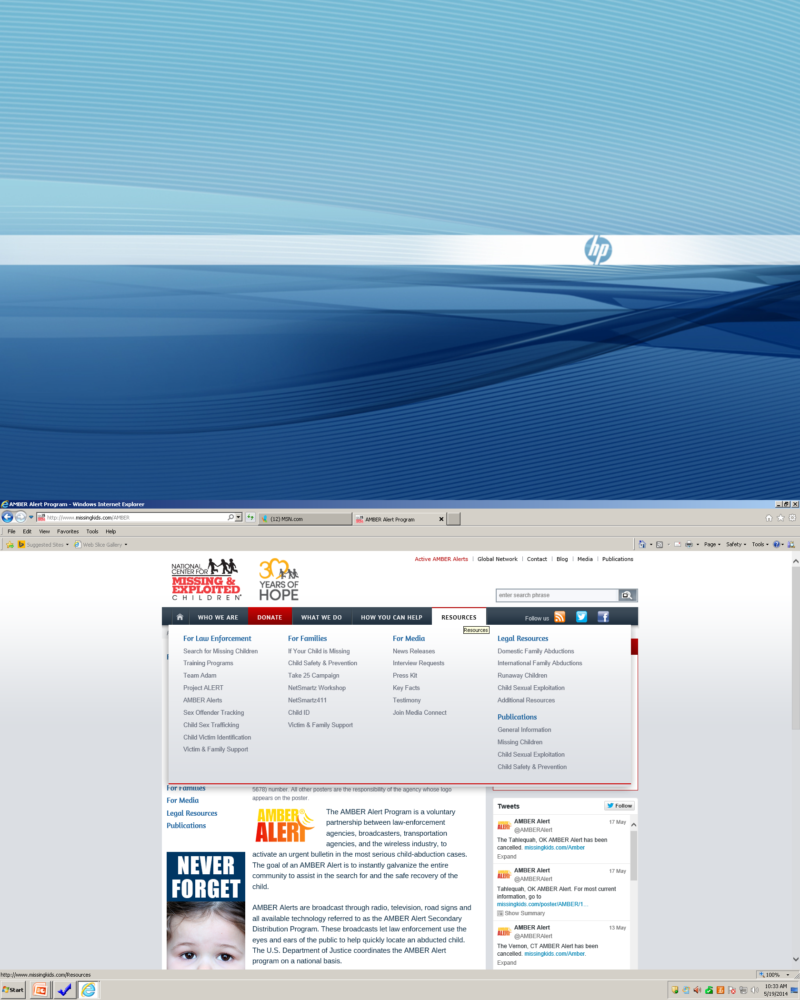 hp
AMBER Alert Program - Windows Internet Explorer
http://www.missingkids.com/AMBER
(12) MSN.com
AMBER Alert Program
File Edit View Favorites Tools Help
Suggested Sites Web Slice Gallery
Page Safety Tools
NATIONAL
CENTER FOR
MISSING &
EXPLOITED
CHILDREN®
30
YEARS OF
HOPE
Active AMBER Alerts Global Network Contact Blog Media Publications
enter search phrase
WHO WE ARE DONATE WHAT WE DO HOW YOU CAN HELP RESOURCES
Follow us
Resources
For Law Enforcement
Search for Missing Children
Training Programs
Team Adam
Project ALERT
AMBER Alerts
Sex Offender Tracking
Child Sex Trafficking
Child Victim Identification
Victim & Family Support
For Families
If Your Child is Missing
Child Safety & Prevention
Take 25 Campaign
NetSmartz Workshop
NetSmartz411
Child ID
Victim & Family Support
For Media
News Releases
Interview Requests
Press Kit
Key Facts
Testimony
Join Media Connect
Legal Resources
Domestic Family Abductions
International Family Abductions
Runaway Children
Child Sexual Exploitation
Additional Resources
Publications
General Information
Missing Children
Child Sexual Exploitation
Child Safety & Prevention
For Families
For Media
Legal Resources
Publications
NEVER
FORGET
5678) number. All other posters are the responsibility of the agency whose logo
appears on the poster.
AMBER®
ALERT
The AMBER Alert Program is a voluntary
partnership between law-enforcement
agencies, broadcasters, transportation
agencies, and the wireless industry, to
activate an urgent bulletin in the most serious child-abduction cases.
The goal of an AMBER Alert is to instantly galvanize the entire
community to assist in the search for and the safe recovery of the
child.
AMBER Alerts are broadcast through radio, television, road signs and
all available technology referred to as the AMBER Alert Secondary
Distribution Program. These broadcasts let law enforcement use the
eyes and ears of the public to help quickly locate an abducted child.
The U.S. Department of Justice coordinates the AMBER Alert
program on a national basis.
Tweets
Follow
AMBER Alert 17 May
@AMBERAlert
The Tahlequah, OK AMBER Alert has been
cancelled. missingkids.com/Amber
Expand
AMBER Alert 17 May
@AMBERAlert
Tahlequah, OK AMBER Alert. For most current
information, go to
missingkids.com/poster/AMBER/1...
Show Summary
AMBER Alert 13 May
@AMBERAlert
The Vernon, CT AMBER Alert has been
cancelled. missingkids.com/Amber.
Expand
http://www.missingkids.com/Resources
100%
Start
10:33 AM
5/19/2014